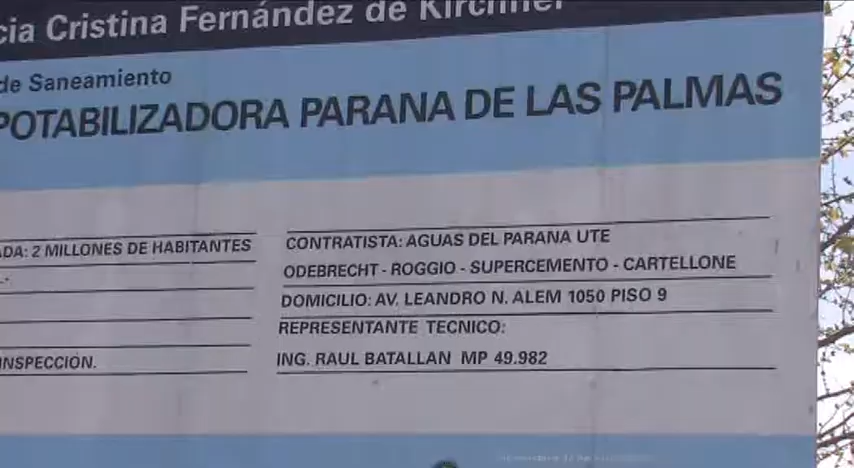 cia Cristina Fernández de Kirchner
de Saneamiento
POTABILIZADORA PARANA DE LAS PALMAS
ADA: 2 MILLONES DE HABITANTES
INSPECCIÓN.
CONTRATISTA: AGUAS DEL PARANA UTE
ODEBRECHT - ROGGIO - SUPERCEMENTO - CARTELLONE
DOMICILIO: AV. LEANDRO N. ALEM 1050 PISO 9
REPRESENTANTE TECNICO:
ING. RAUL BATALLAN MP 49.982